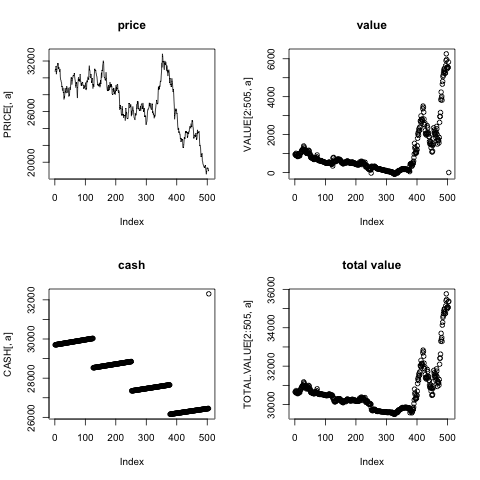 price
PRICE[, a]
20000 26000 32000
0 100 200 300 400 500
Index
value
VALUE[2:505, a]
0 2000 4000 6000
0 100 200 300 400 500
Index
cash
CASH[, a]
26000 28000 30000 32000
0 100 200 300 400 500
Index
total value
TOTAL.VALUE[2:505, a]
30000 32000 34000 36000
0 100 200 300 400 500
Index